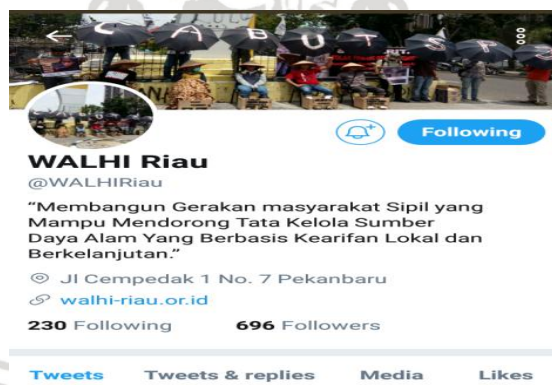 C A B U T S P
Following
WALHI Riau
@WALHIRiau
“Membangun Gerakan masyarakat Sipil yang
Mampu Mendorong Tata Kelola Sumber
Daya Alam Yang Berbasis Kearifan Lokal dan
Berkelanjutan.”
Jl Cempedak 1 No. 7 Pekanbaru
walhi-riau.or.id
230 Following 696 Followers
Tweets Tweets & replies Media Likes